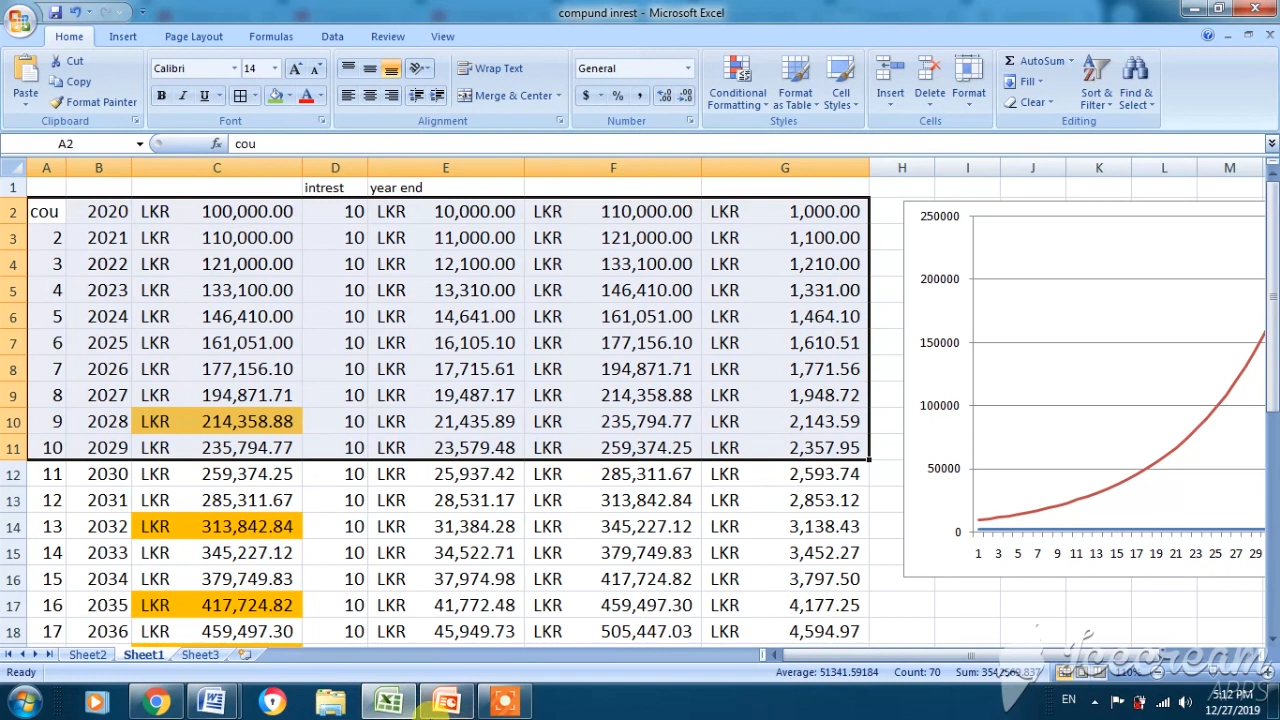 compund inrest - Microsoft Excel
Home Insert Page Layout Formulas Data Review View
Paste Cut Copy Format Painter
Calibri 14 A A B I U A
Wrap Text Merge & Center
General $ % ,
Conditional Formatting Format as Table Cell Styles
Insert Delete Format
Σ AutoSum Fill Clear Sort & Filter Find & Select
Clipboard Font Alignment Number Styles Cells Editing
A2 fx cou
A B C D E F G H I J K L M
1 intrest year end
2 cou 2020 LKR 100,000.00 10 LKR 10,000.00 LKR 110,000.00 LKR 1,000.00
3 2 2021 LKR 110,000.00 10 LKR 11,000.00 LKR 121,000.00 LKR 1,100.00
4 3 2022 LKR 121,000.00 10 LKR 12,100.00 LKR 133,100.00 LKR 1,210.00
5 4 2023 LKR 133,100.00 10 LKR 13,310.00 LKR 146,410.00 LKR 1,331.00
6 5 2024 LKR 146,410.00 10 LKR 14,641.00 LKR 161,051.00 LKR 1,464.10
7 6 2025 LKR 161,051.00 10 LKR 16,105.10 LKR 177,156.10 LKR 1,610.51
8 7 2026 LKR 177,156.10 10 LKR 17,715.61 LKR 194,871.71 LKR 1,771.56
9 8 2027 LKR 194,871.71 10 LKR 19,487.17 LKR 214,358.88 LKR 1,948.72
10 9 2028 LKR 214,358.88 10 LKR 21,435.89 LKR 235,794.77 LKR 2,143.59
11 10 2029 LKR 235,794.77 10 LKR 23,579.48 LKR 259,374.25 LKR 2,357.95
12 11 2030 LKR 259,374.25 10 LKR 25,937.42 LKR 285,311.67 LKR 2,593.74
13 12 2031 LKR 285,311.67 10 LKR 28,531.17 LKR 313,842.84 LKR 2,853.12
14 13 2032 LKR 313,842.84 10 LKR 31,384.28 LKR 345,227.12 LKR 3,138.43
15 14 2033 LKR 345,227.12 10 LKR 34,522.71 LKR 379,749.83 LKR 3,452.27
16 15 2034 LKR 379,749.83 10 LKR 37,974.98 LKR 417,724.82 LKR 3,797.50
17 16 2035 LKR 417,724.82 10 LKR 41,772.48 LKR 459,497.30 LKR 4,177.25
18 17 2036 LKR 459,497.30 10 LKR 45,949.73 LKR 505,447.03 LKR 4,594.97
250000
200000
150000
100000
50000
0
1 3 5 7 9 11 13 15 17 19 21 23 25 27 29
Sheet2 Sheet1 Sheet3
Ready Average: 51341.59184 Count: 70 Sum: 3542569.837 110%
Icecream
APPS
EN 5:12 PM
12/27/2019